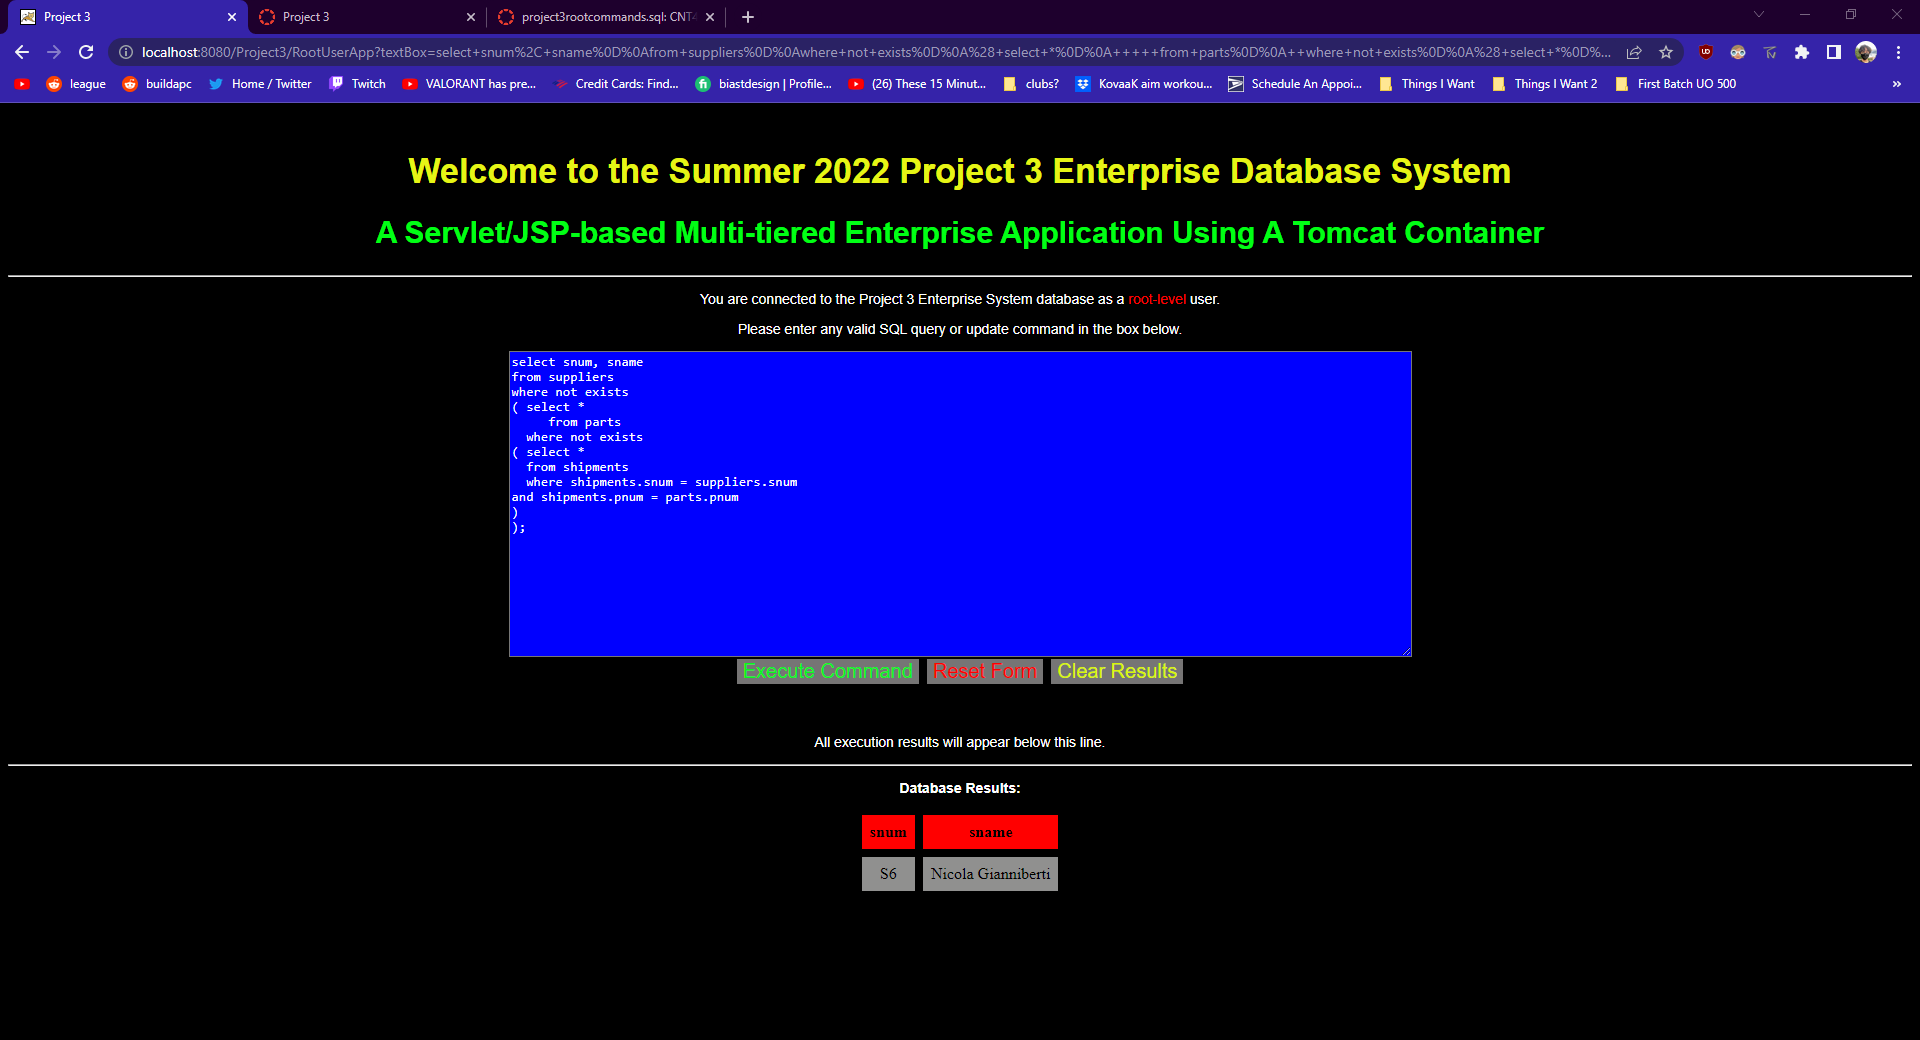 Project 3
Project 3
project3rootcommands.sql: CNT4
localhost:8080/Project3/RootUserApp?textBox=select+snum%2C+sname%0D%0Afrom+suppliers%0D%0Awhere+not+exists%0D%0A%28+select+*%0D%0A+++++from+parts%0D%0A++where+not+exists%0D%0A%28+select+*%0D%...
league
buildapc
Home / Twitter
Twitch
VALORANT has pre...
Credit Cards: Find...
biastdesign | Profile...
(26) These 15 Minut...
clubs?
KovaaK aim workou...
Schedule An Appoi...
Things I Want
Things I Want 2
First Batch UO 500
»
Welcome to the Summer 2022 Project 3 Enterprise Database System
A Servlet/JSP-based Multi-tiered Enterprise Application Using A Tomcat Container
You are connected to the Project 3 Enterprise System database as a root-level user.
Please enter any valid SQL query or update command in the box below.
select snum, sname
from suppliers
where not exists
( select *
from parts
where not exists
( select *
from shipments
where shipments.snum = suppliers.snum
and shipments.pnum = parts.pnum
)
);
Execute Command
Reset Form
Clear Results
All execution results will appear below this line.
Database Results:
snum sname
S6 Nicola Gianniberti